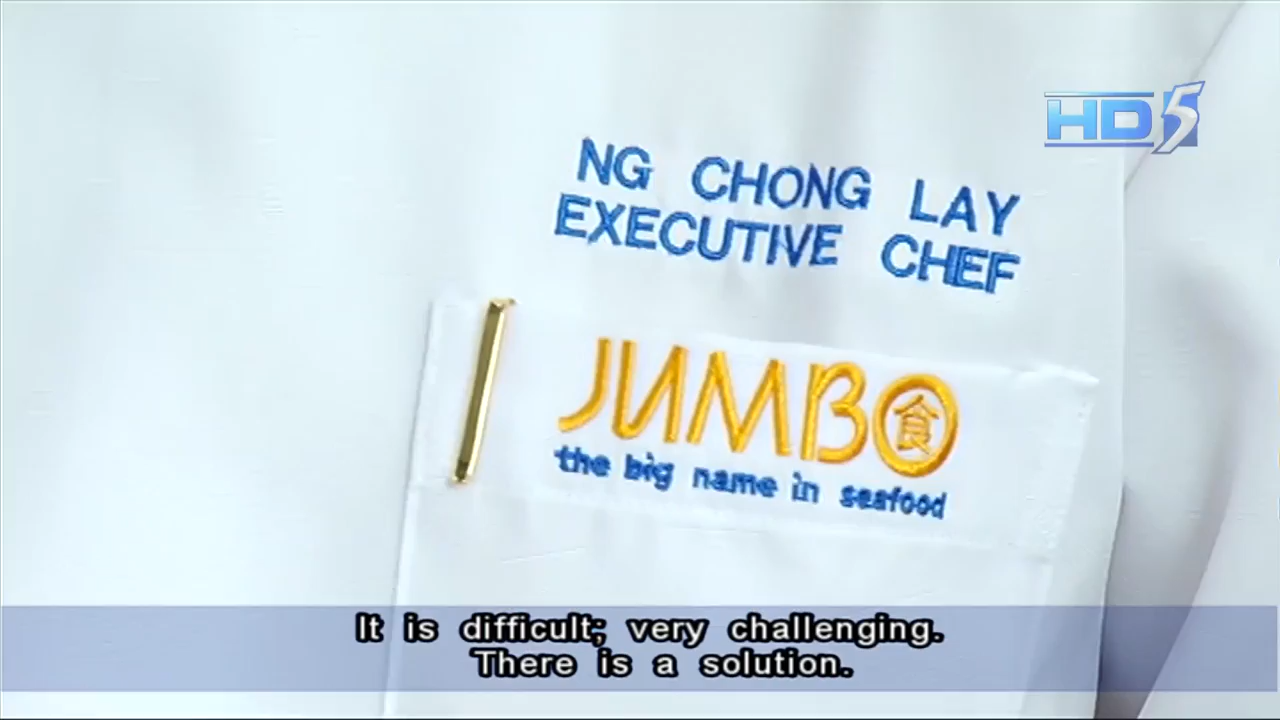 HD5
NG CHONG LAY
EXECUTIVE CHEF
JUMBO
食
the big name in seafood
It is difficult; very challenging.
There is a solution.